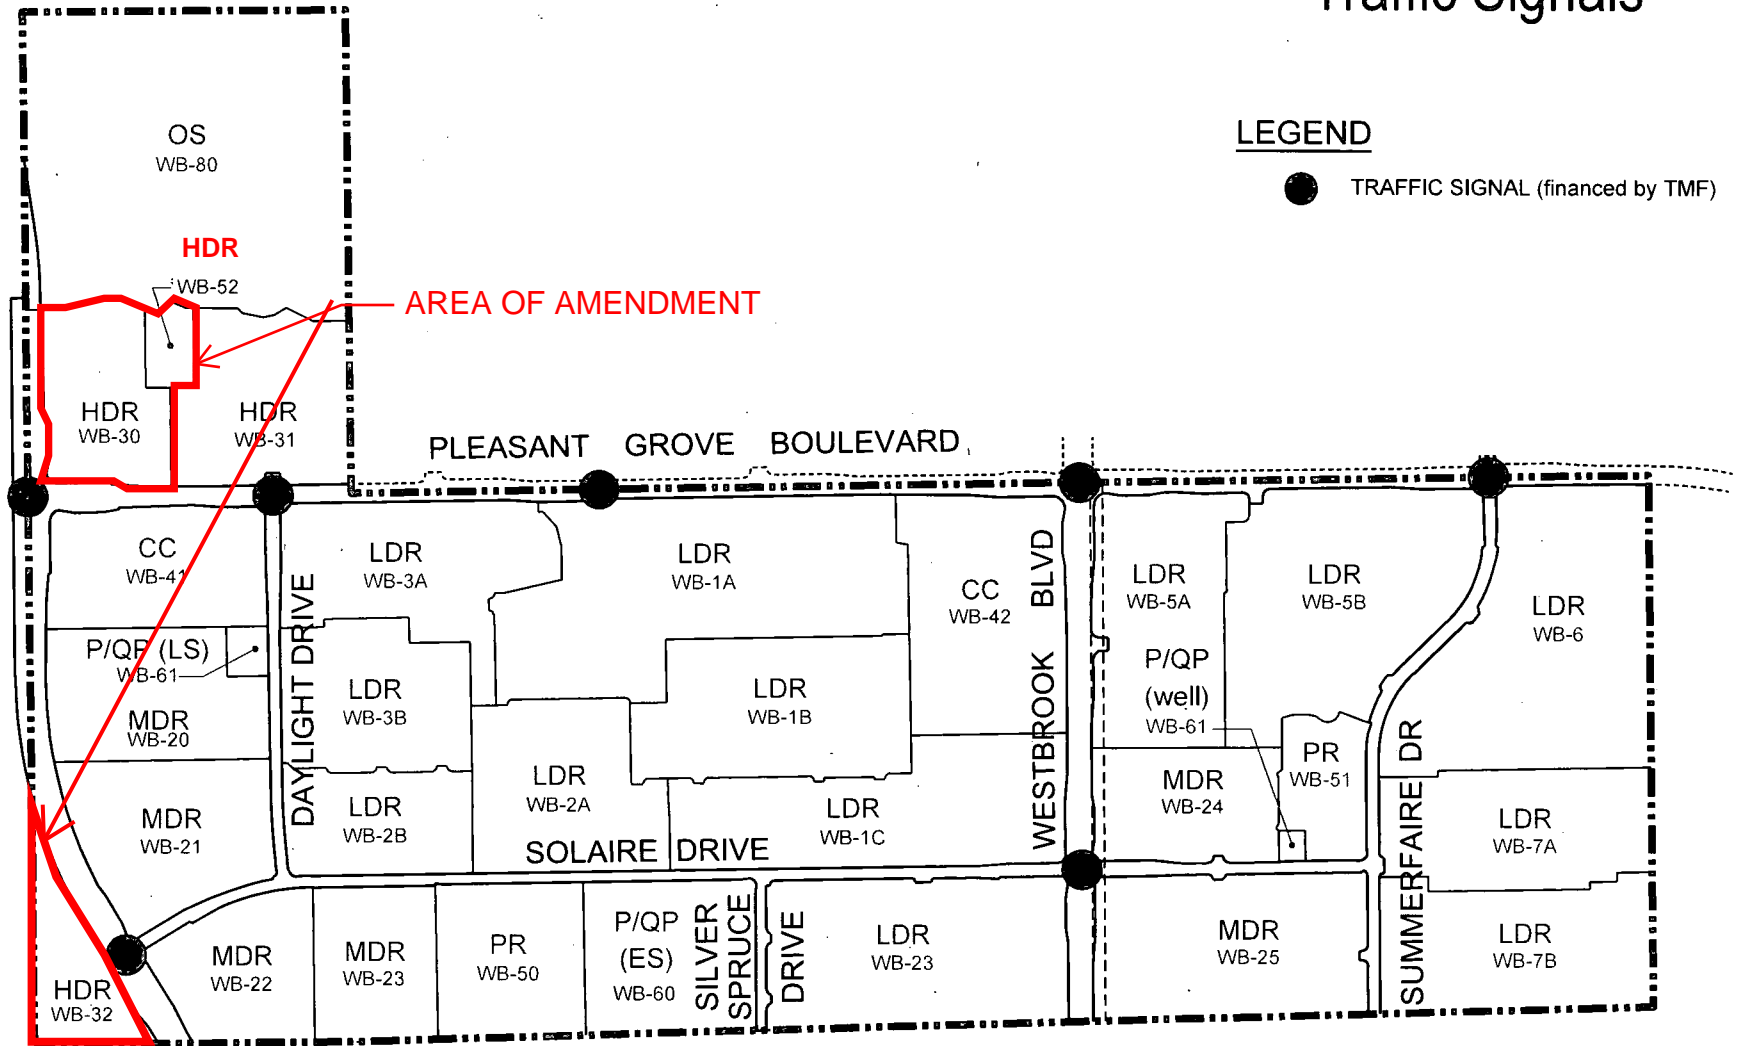 Traffic Signals
LEGEND
TRAFFIC SIGNAL (financed by TMF)
OS
WB-80
HDR
WB-52
AREA OF AMENDMENT
HDR
WB-30
HDR
WB-31
PLEASANT GROVE BOULEVARD
CC
WB-41
LDR
WB-3A
LDR
WB-1A
CC
WB-42
LDR
WB-5A
LDR
WB-5B
LDR
WB-6
P/QP (LS)
WB-61
DAYLIGHT DRIVE
LDR
WB-3B
LDR
WB-1B
WESTBROOK BLVD
P/QP
(well)
WB-61
MDR
WB-20
PR
WB-51
SUMMERFAIRE DR
MDR
WB-21
LDR
WB-2B
LDR
WB-2A
LDR
WB-1C
MDR
WB-24
LDR
WB-7A
SOLAIRE DRIVE
HDR
WB-32
MDR
WB-22
MDR
WB-23
PR
WB-50
P/QP
(ES)
WB-60
SILVER
SPRUCE
DRIVE
LDR
WB-23
MDR
WB-25
LDR
WB-7B